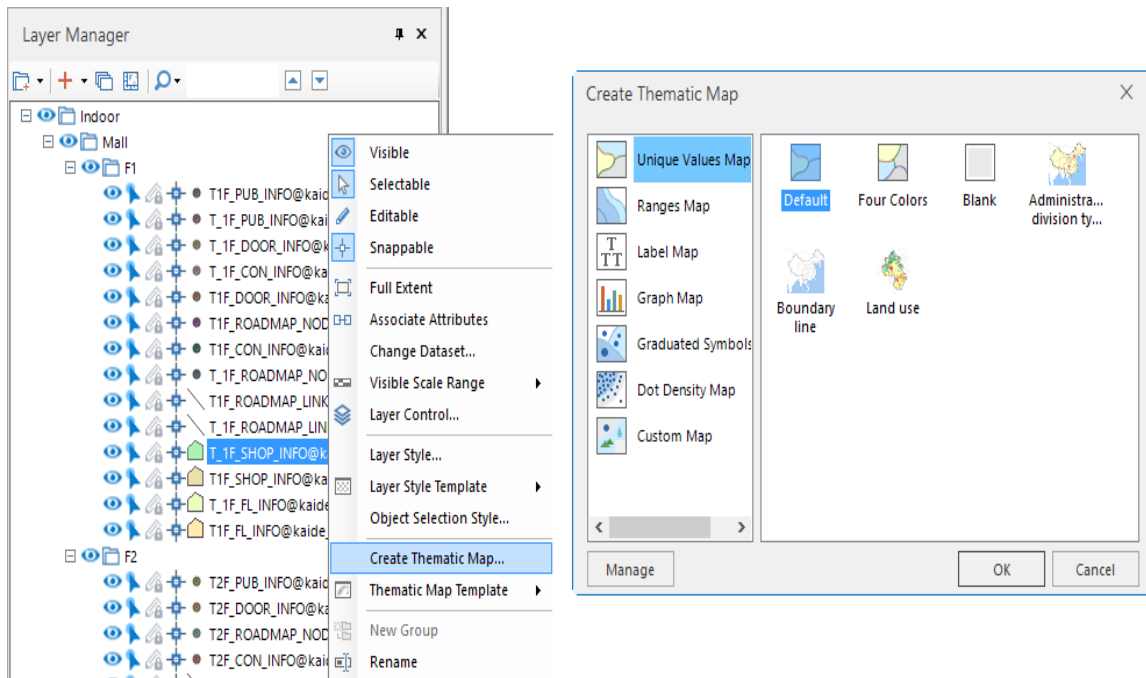 Layer Manager
Indoor
Mall
F1
T1F_PUB_INFO@kaid
T_1F_PUB_INFO@kai
T_1F_DOOR_INFO@k
T_1F_CON_INFO@ka
T1F_DOOR_INFO@ka
T1F_ROADMAP_NOD
T1F_CON_INFO@kaid
T_1F_ROADMAP_NO
T1F_ROADMAP_LINK
T_1F_ROADMAP_LIN
T_1F_SHOP_INFO@k
T1F_SHOP_INFO@ka
T_1F_FL_INFO@kaide
T1F_FL_INFO@kaide_
F2
T2F_PUB_INFO@kaid
T2F_DOOR_INFO@ka
T2F_ROADMAP_NOD
T2F_CON_INFO@kaid
Visible
Selectable
Editable
Snappable
Full Extent
Associate Attributes
Change Dataset...
Visible Scale Range
Layer Control...
Layer Style...
Layer Style Template
Object Selection Style...
Create Thematic Map...
Thematic Map Template
New Group
Rename
Create Thematic Map
Unique Values Map
Ranges Map
T
TT
Label Map
Graph Map
Graduated Symbols
Dot Density Map
Custom Map
Default
Four Colors
Blank
Administra...
division ty...
Boundary
line
Land use
Manage
OK
Cancel